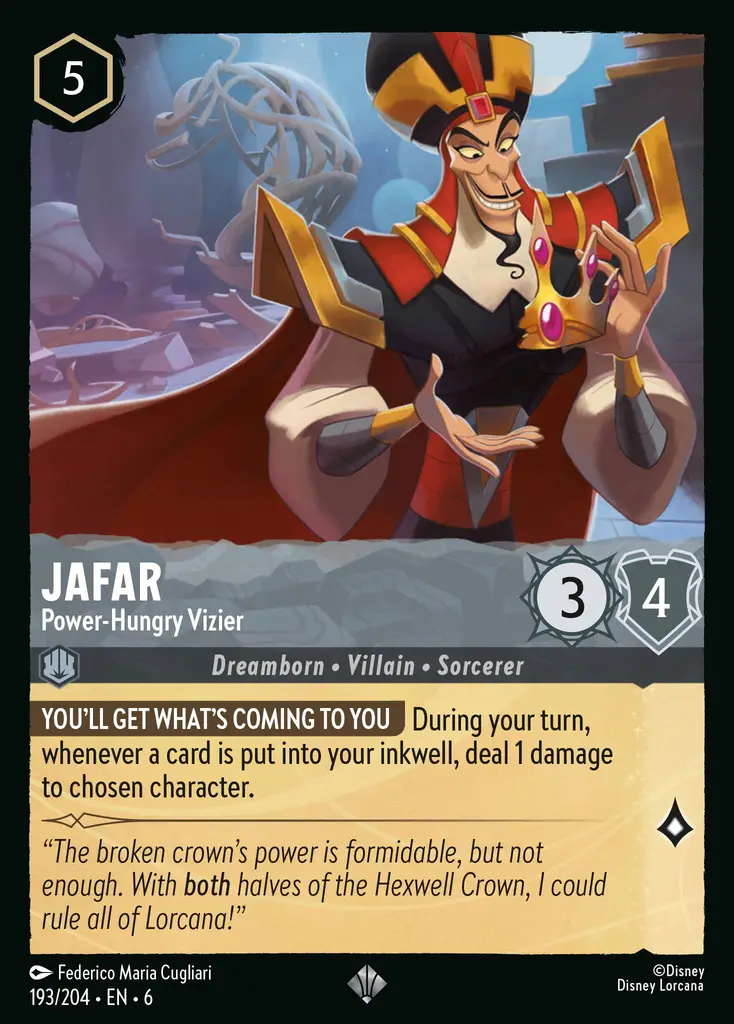 5
JAFAR
Power-Hungry Vizier
3
4
Dreamborn • Villain • Sorcerer
YOU'LL GET WHAT'S COMING TO YOU During your turn,
whenever a card is put into your inkwell, deal 1 damage
to chosen character.
“The broken crown's power is formidable, but not
enough. With both halves of the Hexwell Crown, I could
rule all of Lorcana!”
Federico Maria Cugliari
193/204 • EN • 6
©Disney
Disney Lorcana